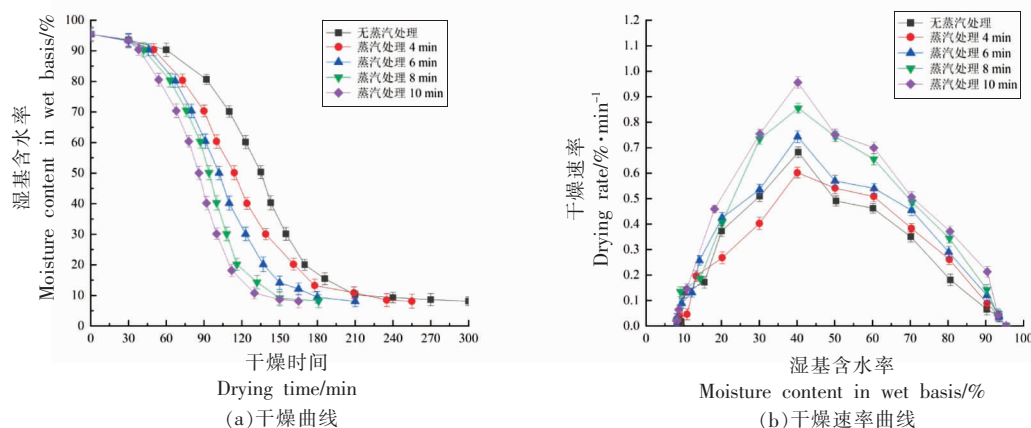 100
90
80
70
60
50
40
30
20
10
0
湿基含水率
Moisture content in wet basis/%
无蒸汽处理
蒸汽处理 4 min
蒸汽处理 6 min
蒸汽处理 8 min
蒸汽处理 10 min
0 30 60 90 120 150 180 210 240 270 300
干燥时间
Drying time/min
(a)干燥曲线
1.2
1.1
1.0
0.9
0.8
0.7
0.6
0.5
0.4
0.3
0.2
0.1
0.0
干燥速率
Drying rate/%·min⁻¹
无蒸汽处理
蒸汽处理 4 min
蒸汽处理 6 min
蒸汽处理 8 min
蒸汽处理 10 min
0 10 20 30 40 50 60 70 80 90 100
湿基含水率
Moisture content in wet basis/%
(b)干燥速率曲线